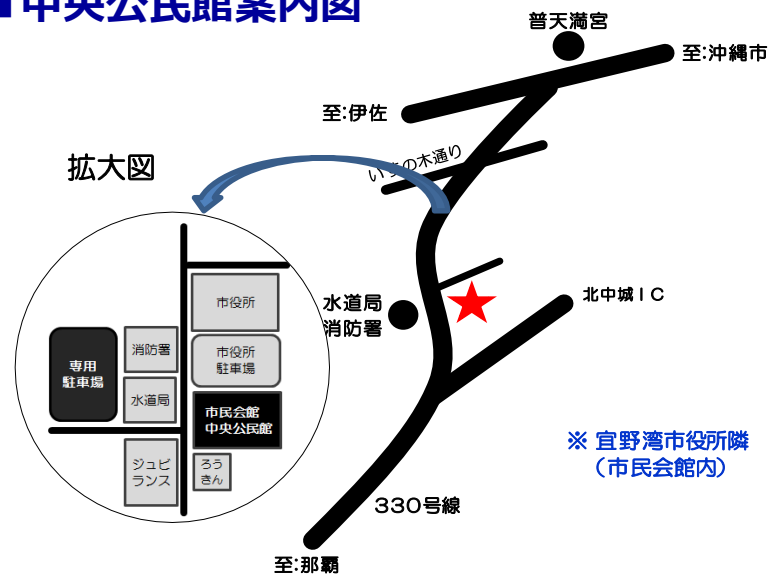 ■中央公民館案内図
普天満宮
至:沖縄市
至:伊佐
いすの木通り
拡大図
市役所
消防署
市役所
駐車場
専用
駐車場
水道局
市民会館
中央公民館
ジュビ
ランス
ろう
きん
水道局
消防署
北中城IC
※ 宜野湾市役所隣
(市民会館内)
330号線
至:那覇